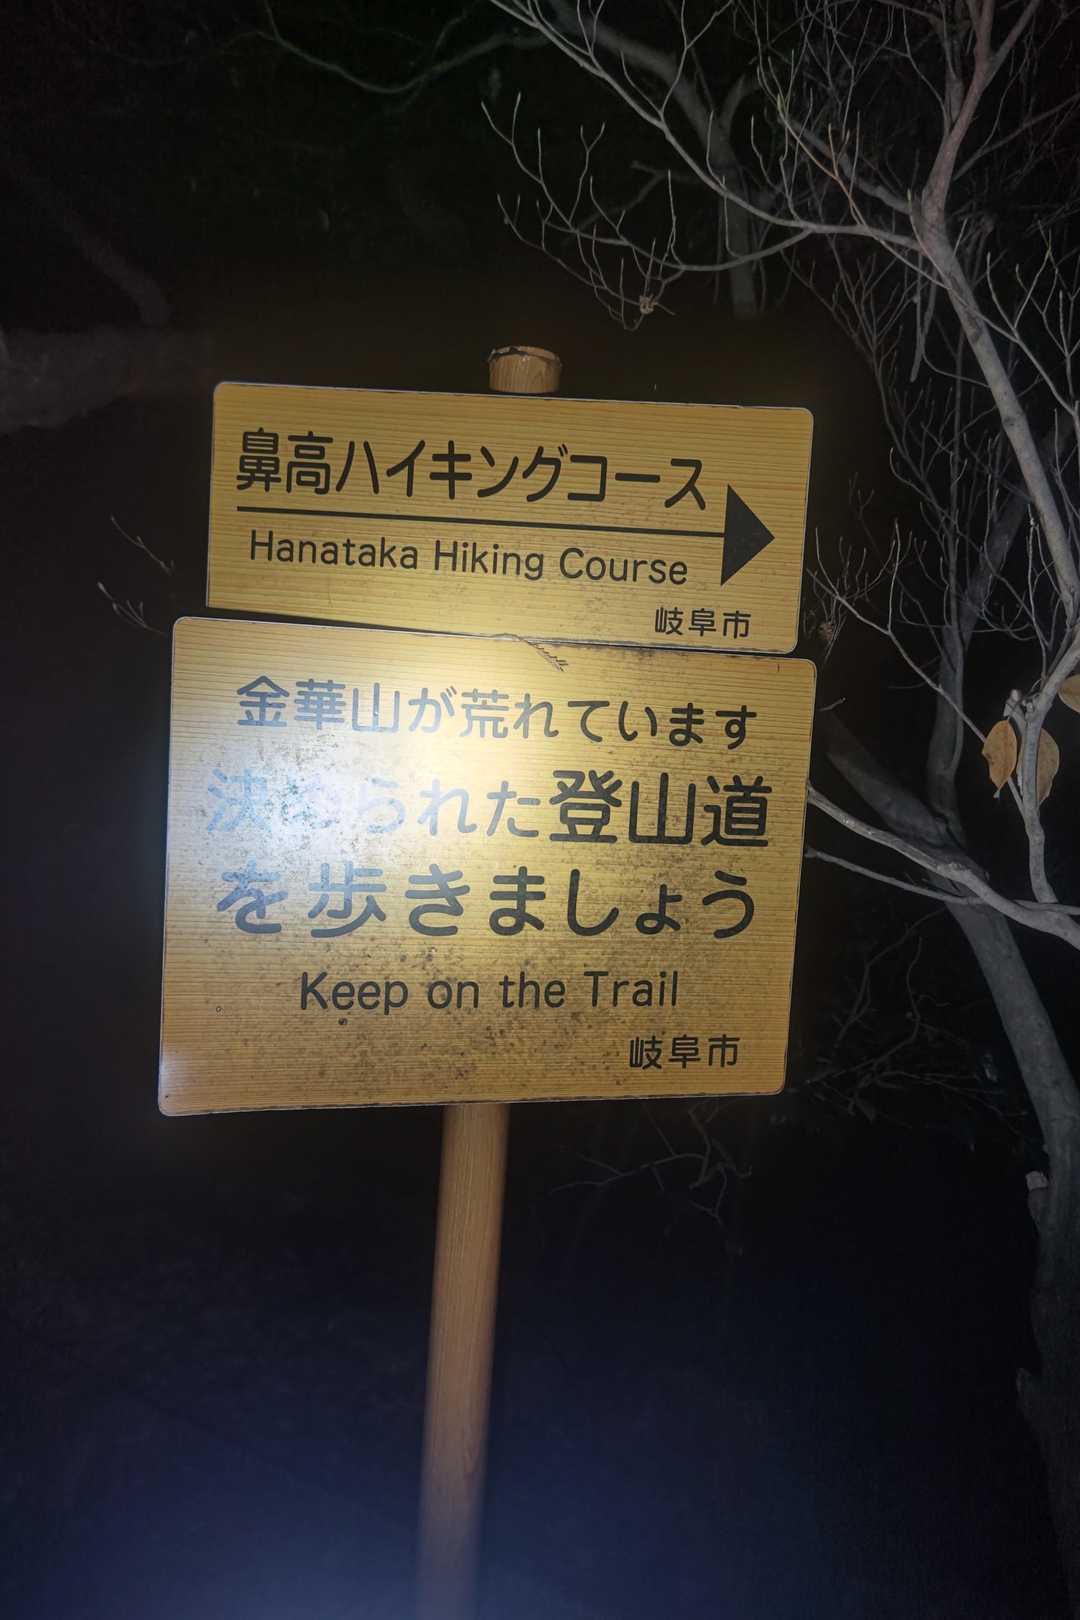 鼻高ハイキングコース
Hanataka Hiking Course
岐阜市
金華山が荒れています
決められた登山道
を歩きましょう
Keep on the Trail
岐阜市